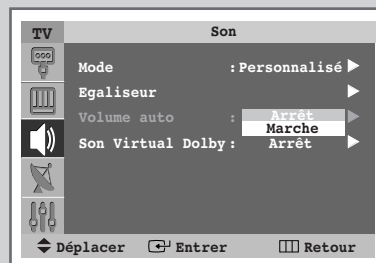 TV Son
Mode : Personnalisé
Egaliseur
Volume auto : Arrêt
Marche
Son Virtual Dolby : Arrêt
Déplacer Entrer Retour